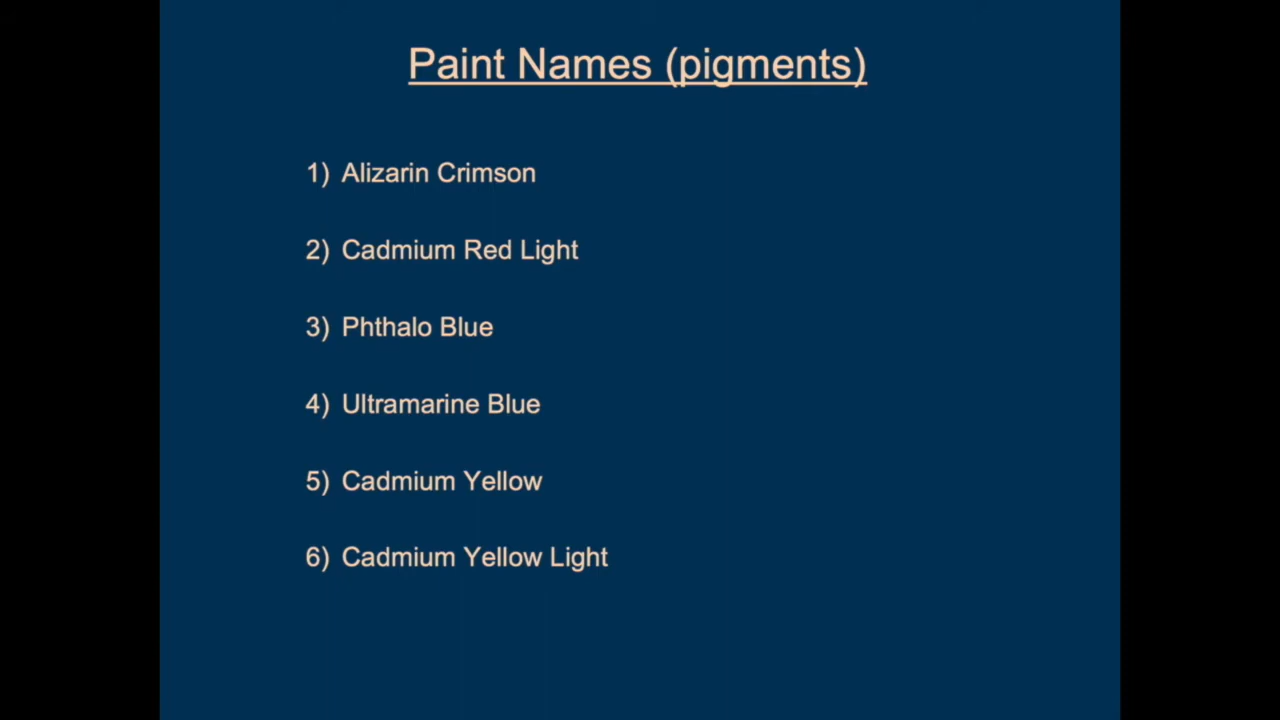 Paint Names (pigments)
1) Alizarin Crimson
2) Cadmium Red Light
3) Phthalo Blue
4) Ultramarine Blue
5) Cadmium Yellow
6) Cadmium Yellow Light